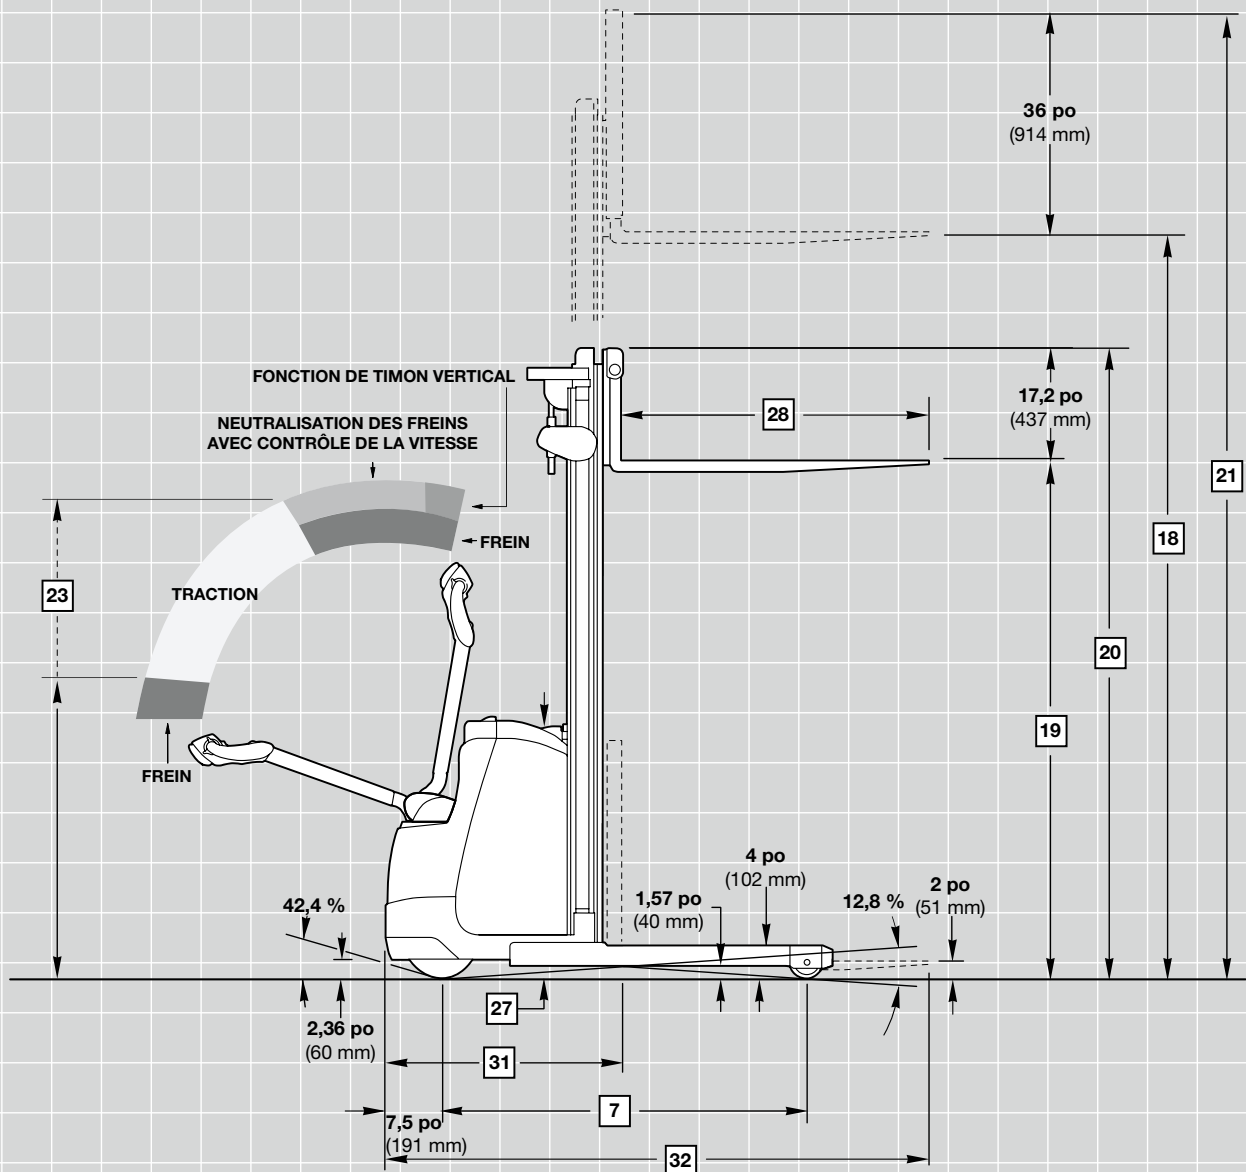 36 po
(914 mm)
FONCTION DE TIMON VERTICAL
NEUTRALISATION DES FREINS
AVEC CONTRÔLE DE LA VITESSE
28
17,2 po
(437 mm)
21
18
FREIN
23
TRACTION
20
19
FREIN
4 po
(102 mm)
1,57 po
(40 mm)
12,8 %
2 po
(51 mm)
42,4 %
27
2,36 po
(60 mm)
31
7
7,5 po
(191 mm)
32